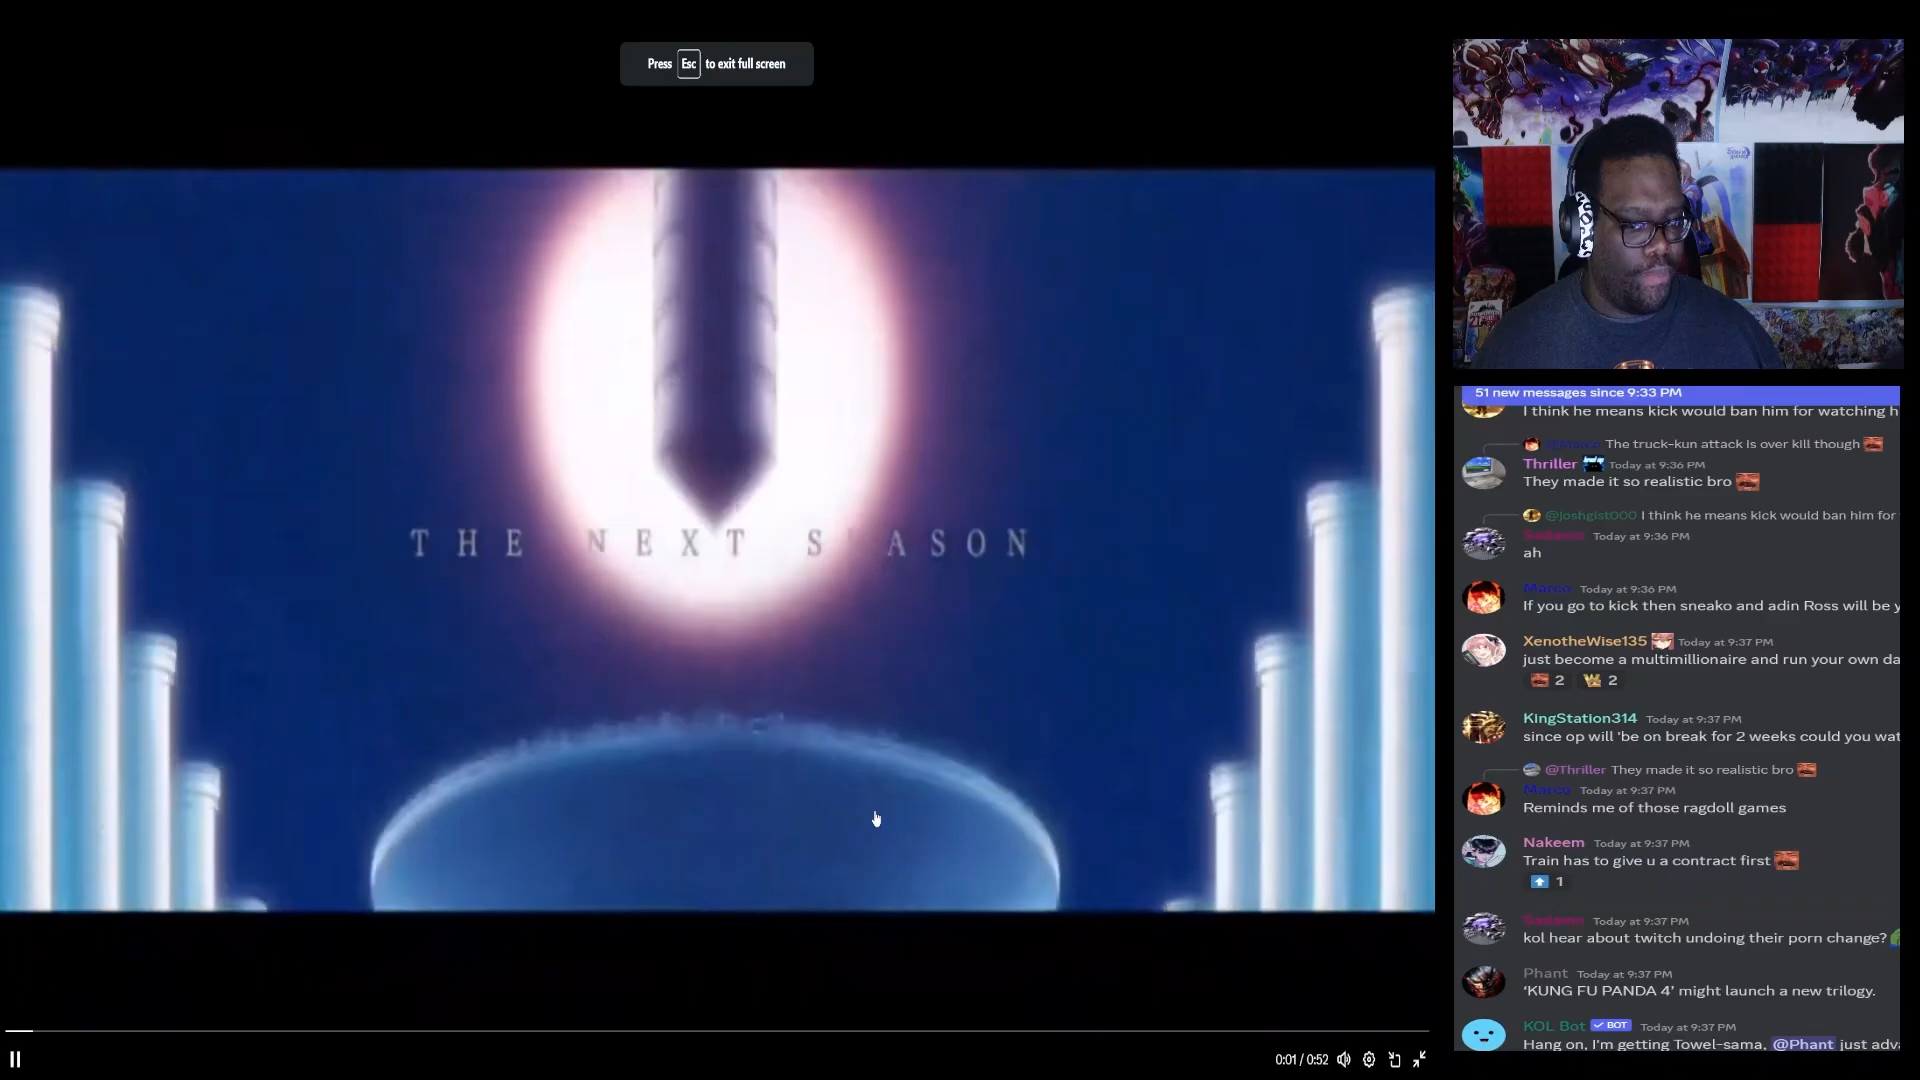 Press Esc to exit full screen
THE NEXT S ASON
0:01 / 0:52
51 new messages since 9:33 PM
I think he means kick would ban him for watching h
@Marco The truck-kun attack is over kill though
Thriller Today at 9:36 PM
They made it so realistic bro
@joshgist000 I think he means kick would ban him for
Today at 9:36 PM
ah
Marco Today at 9:36 PM
If you go to kick then sneako and adin Ross will be y
XenotheWise135 Today at 9:37 PM
just become a multimillionaire and run your own da
2 2
KingStation314 Today at 9:37 PM
since op will 'be on break for 2 weeks could you wat
@Thriller They made it so realistic bro
Marco Today at 9:37 PM
Reminds me of those ragdoll games
Nakeem Today at 9:37 PM
Train has to give u a contract first
1
Today at 9:37 PM
kol hear about twitch undoing their porn change?
Phant Today at 9:37 PM
‘KUNG FU PANDA 4’ might launch a new trilogy.
KOL Bot BOT Today at 9:37 PM
Hang on, I'm getting Towel-sama, @Phant just adv